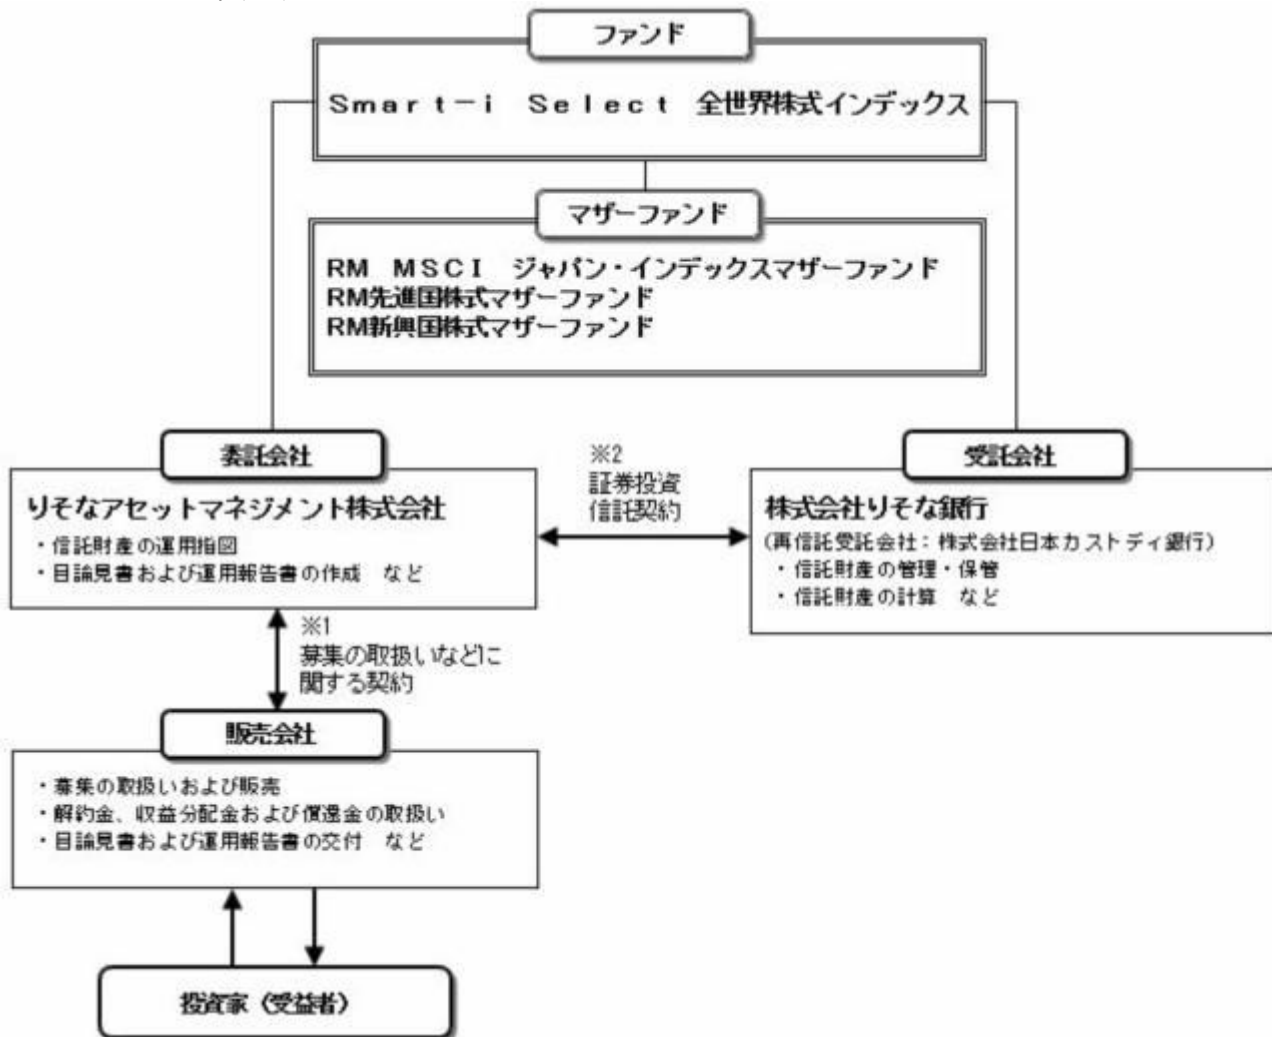 ファンド
Ｓｍａｒｔ－ｉ　Ｓｅｌｅｃｔ　全世界株式インデックス
マザーファンド
RM　ＭＳＣＩ　ジャパン・インデックスマザーファンド
RM先進国株式マザーファンド
RM新興国株式マザーファンド
委託会社
りそなアセットマネジメント株式会社
・信託財産の運用指図
・目論見書および運用報告書の作成　など
※2
証券投資
信託契約
受託会社
株式会社りそな銀行
(再信託受託会社：株式会社日本カストディ銀行)
・信託財産の管理・保管
・信託財産の計算　など
※1
募集の取扱いなどに
関する契約
販売会社
・募集の取扱いおよび販売
・解約金、収益分配金および償還金の取扱い
・目論見書および運用報告書の交付　など
投資家（受益者）